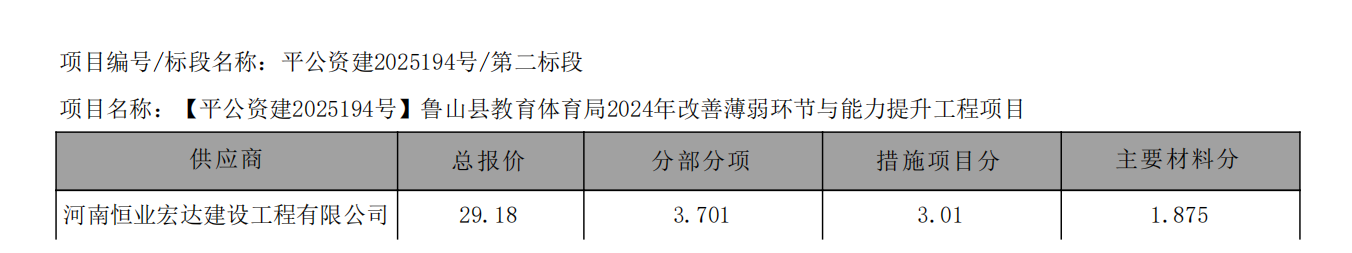 项目编号/标段名称：平公资建2025194号/第二标段
项目名称：【平公资建2025194号】鲁山县教育体育局2024年改善薄弱环节与能力提升工程项目
供应商 总报价 分部分项 措施项目分 主要材料分
河南恒业宏达建设工程有限公司 29.18 3.701 3.01 1.875